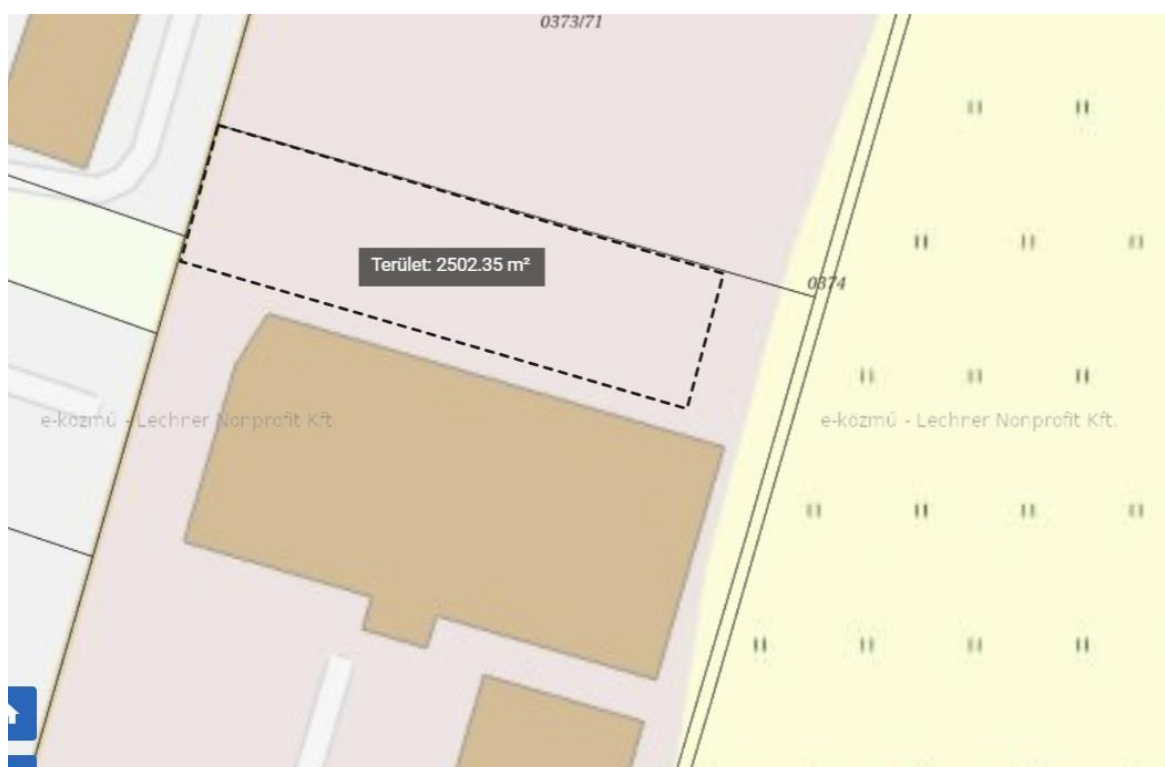 0373/71
Terület: 2502.35 m²
0374
e-közmű - Lechner Nonprofit Kft.
e-közmű - Lechner Nonprofit Kft.